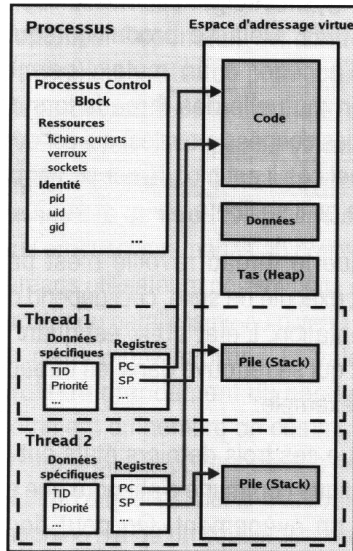 Processus
Espace d'adressage virtue
Processus Control
Block
Ressources
fichiers ouverts
verroux
sockets
Identité
pid
uid
gid
...
Code
Données
Tas (Heap)
Thread 1
Données
spécifiques
Registres
TID
Priorité
...
PC
SP
...
Pile (Stack)
Thread 2
Données
spécifiques
Registres
TID
Priorité
...
PC
SP
...
Pile (Stack)